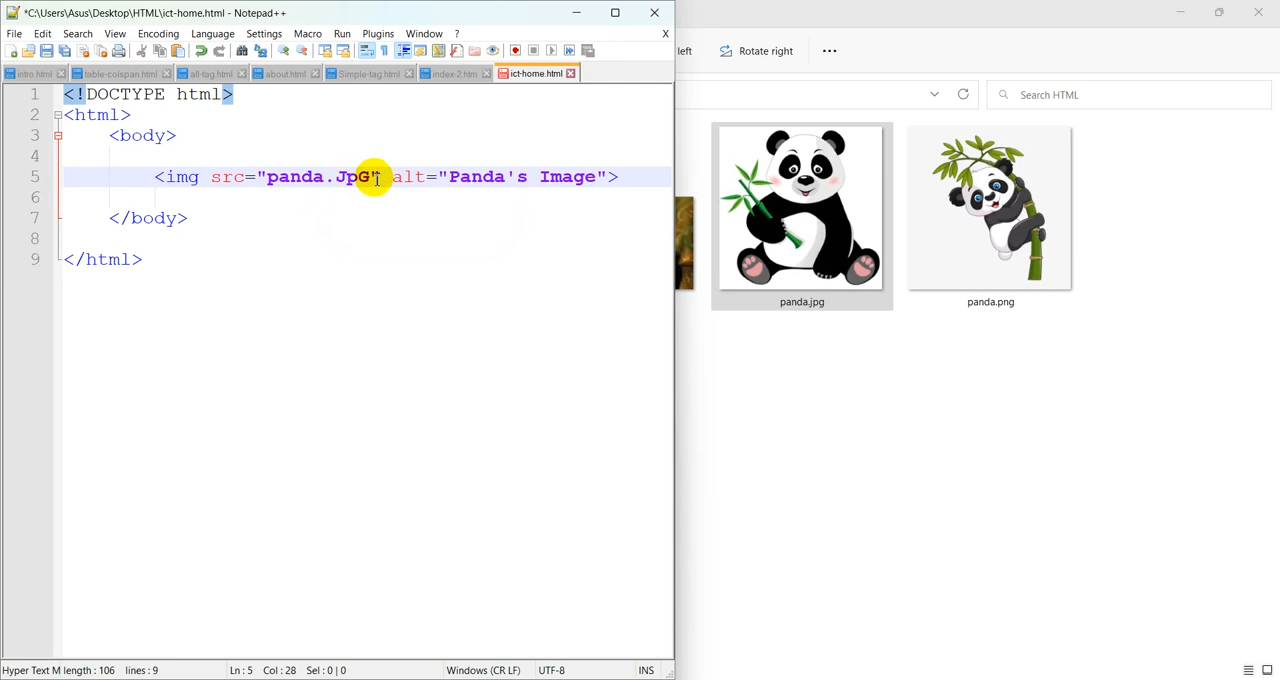 *C:\Users\Asus\Desktop\HTML\ict-home.html - Notepad++
File Edit Search View Encoding Language Settings Macro Run Plugins Window ? X
intro.html table-colspan.html all-tag.html about.html Simple-tag.html index-2.htm ict-home.html
1 <!DOCTYPE html>
2 <html>
3 <body>
4
5 <img src="panda.JpG" alt="Panda's Image">
6
7 </body>
8
9 </html>
Hyper Text M length : 106 lines : 9 Ln : 5 Col : 28 Sel : 0 | 0 Windows (CR LF) UTF-8 INS
left Rotate right
Search HTML
panda.jpg panda.png